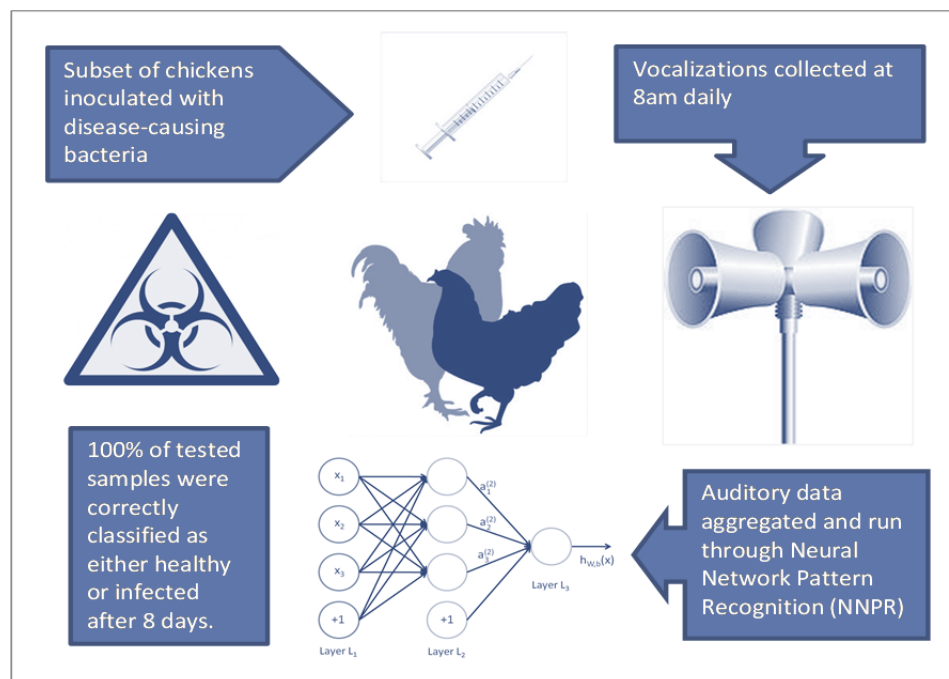 Subset of chickens
inoculated with
disease-causing
bacteria
Vocalizations collected at
8am daily
100% of tested
samples were
correctly
classified as
either healthy
or infected
after 8 days.
x₁
x₂
x₃
+1
Layer L₁
+1
Layer L₂
a₁⁽²⁾
a₂⁽²⁾
a₃⁽²⁾
Layer L₃
h_W,b(x)
Auditory data
aggregated and run
through Neural
Network Pattern
Recognition (NNPR)